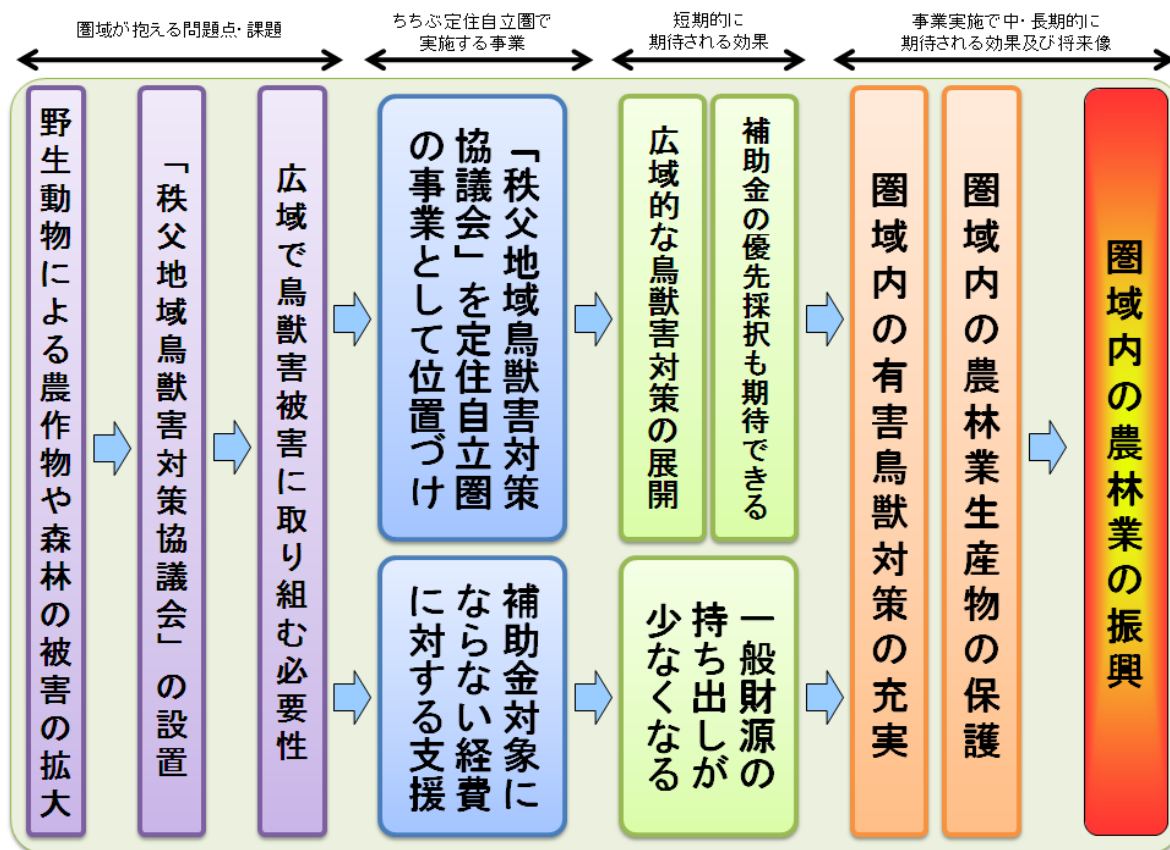 圏域が抱える問題点・課題
ちちぶ定住自立圏で
実施する事業
短期的に
期待される効果
事業実施で中・長期的に
期待される効果及び将来像
野生動物による農作物や森林の被害の拡大
「秩父地域鳥獣害対策協議会」の設置
広域で鳥獣害被害に取り組む必要性
「秩父地域鳥獣害対策
協議会」を定住自立圏
の事業として位置づけ
補助金対象に
ならない経費
に対する支援
広域的な鳥獣害対策の展開
補助金の優先採択も期待できる
一般財源の
持ち出しが
少なくなる
圏域内の有害鳥獣対策の充実
圏域内の農林業生産物の保護
圏域内の農林業の振興